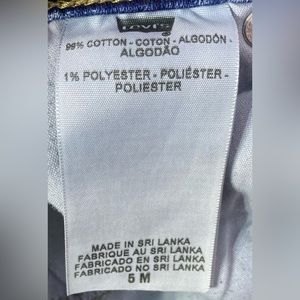 Levi's
99% COTTON - COTON - ALGODÓN -
ALGODÃO
1% POLYESTER - POLIÉSTER -
POLIESTER
MADE IN SRI LANKA
FABRIQUE AU SRI LANKA
FABRICADO EN SRI LANKA
FABRICADO NO SRI LANKA
5 M